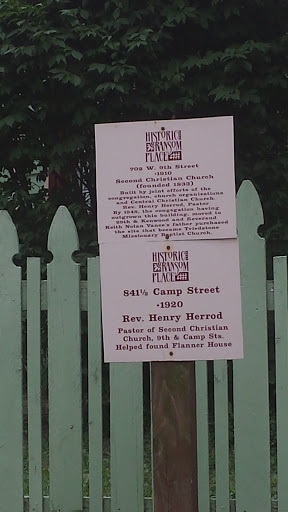 HISTORIC
RANSOM
PLACE
702 W. 9th Street
·1910
Second Christian Church
(founded 1833)
Built by joint efforts of the
congregation, church organizations
and Central Christian Church.
Rev. Henry Herrod, Pastor
By 1948, the congregation having
outgrown this building, moved to
29th & Kenwood and Reverend
Keith Nolan Vance's father purchased
the site that became Triedstone
Missionary Baptist Church.
HISTORIC
RANSOM
PLACE
841½ Camp Street
·1920
Rev. Henry Herrod
Pastor of Second Christian
Church, 9th & Camp Sts.
Helped found Flanner House